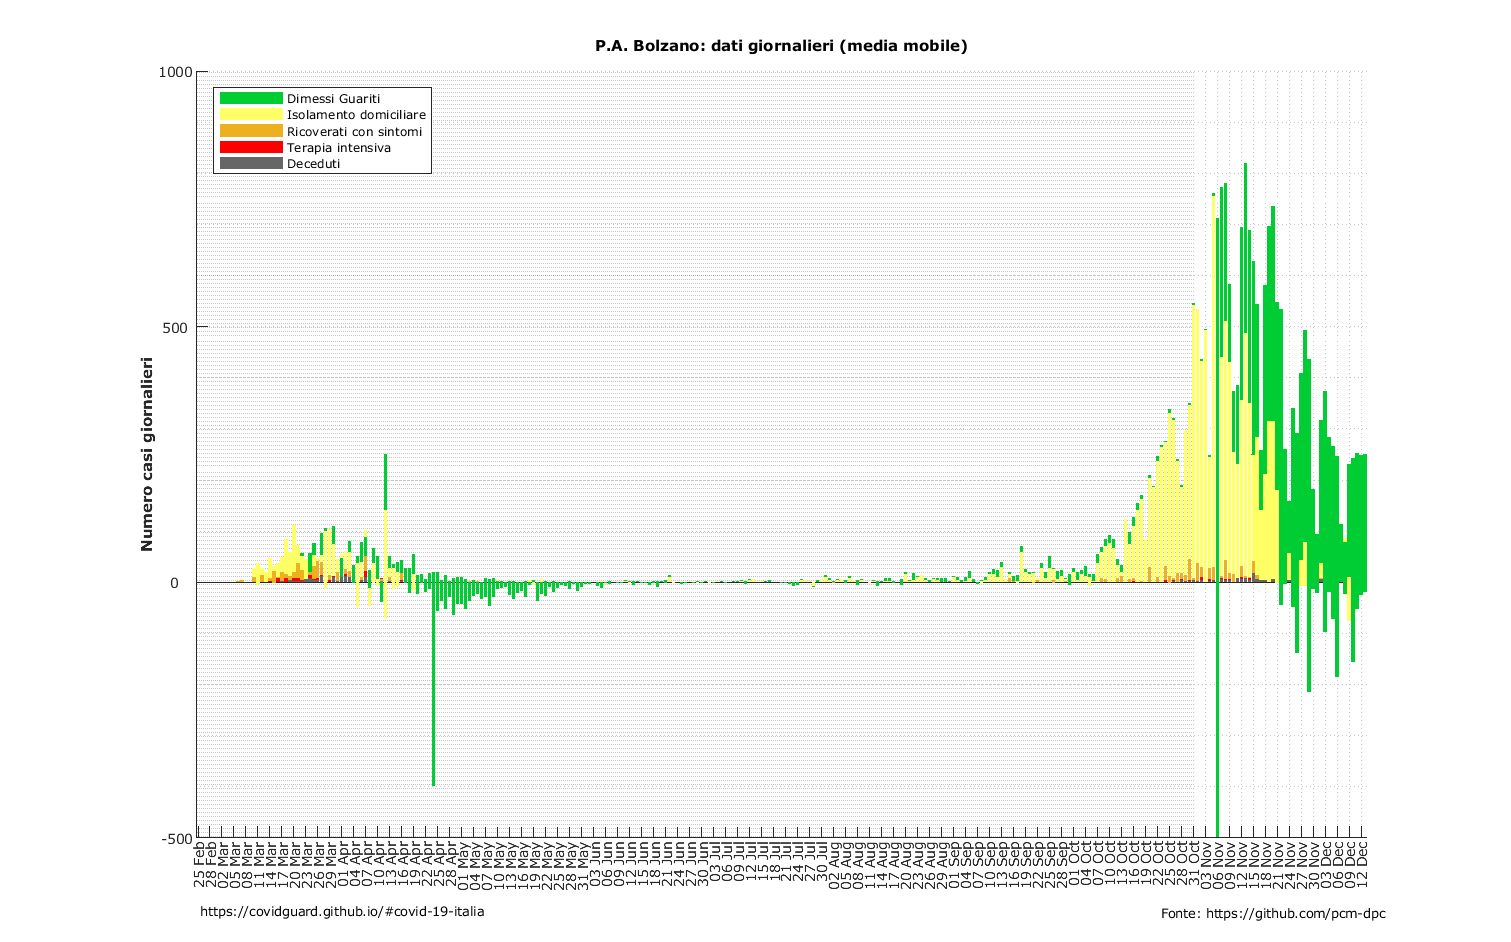 P.A. Bolzano: dati giornalieri (media mobile)
1000
500
0
-500
Numero casi giornalieri
Dimessi Guariti
Isolamento domiciliare
Ricoverati con sintomi
Terapia intensiva
Deceduti
25 Feb
28 Feb
02 Mar
05 Mar
08 Mar
11 Mar
14 Mar
17 Mar
20 Mar
23 Mar
26 Mar
29 Mar
01 Apr
04 Apr
07 Apr
10 Apr
13 Apr
16 Apr
19 Apr
22 Apr
25 Apr
28 Apr
01 May
04 May
07 May
10 May
13 May
16 May
19 May
22 May
25 May
28 May
31 May
03 Jun
06 Jun
09 Jun
12 Jun
15 Jun
18 Jun
21 Jun
24 Jun
27 Jun
30 Jun
03 Jul
06 Jul
09 Jul
12 Jul
15 Jul
18 Jul
21 Jul
24 Jul
27 Jul
30 Jul
02 Aug
05 Aug
08 Aug
11 Aug
14 Aug
17 Aug
20 Aug
23 Aug
26 Aug
29 Aug
01 Sep
04 Sep
07 Sep
10 Sep
13 Sep
16 Sep
19 Sep
22 Sep
25 Sep
28 Sep
01 Oct
04 Oct
07 Oct
10 Oct
13 Oct
16 Oct
19 Oct
22 Oct
25 Oct
28 Oct
31 Oct
03 Nov
06 Nov
09 Nov
12 Nov
15 Nov
18 Nov
21 Nov
24 Nov
27 Nov
30 Nov
03 Dec
06 Dec
09 Dec
12 Dec
https://covidguard.github.io/#covid-19-italia
Fonte: https://github.com/pcm-dpc